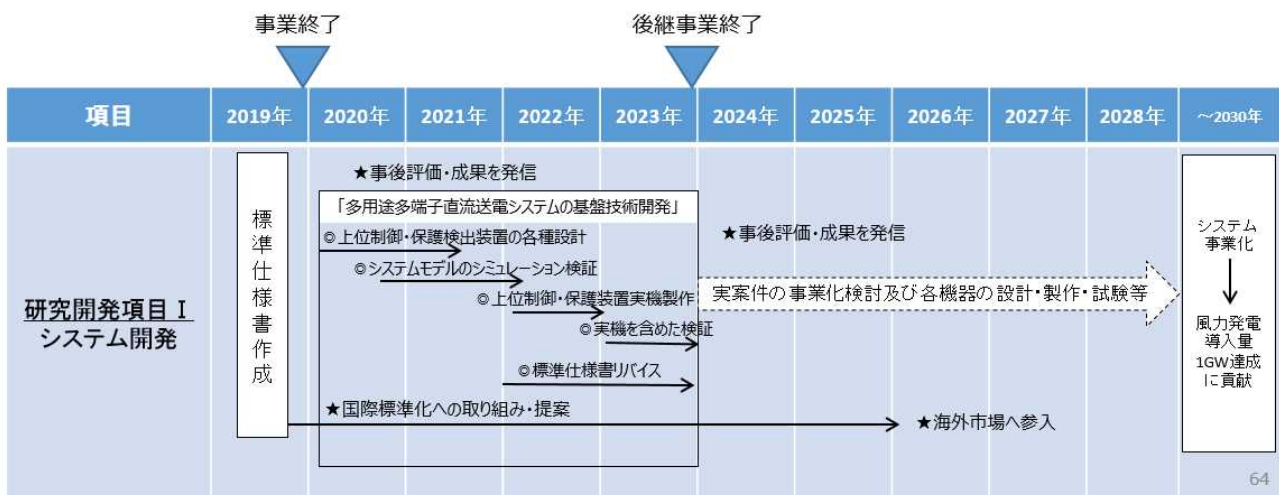 事業終了
後継事業終了
項目
2019年
2020年
2021年
2022年
2023年
2024年
2025年
2026年
2027年
2028年
～2030年
研究開発項目Ⅰ
システム開発
標準仕様書作成
★事後評価・成果を発信
「多用途多端子直流送電システムの基盤技術開発」
◎上位制御・保護検出装置の各種設計
◎システムモデルのシミュレーション検証
◎上位制御・保護装置実機製作
◎実機を含めた検証
◎標準仕様書リバイス
★国際標準化への取り組み・提案
★事後評価・成果を発信
実案件の事業化検討及び各機器の設計・製作・試験等
★海外市場へ参入
システム
事業化
風力発電
導入量
1GW達成
に貢献
64